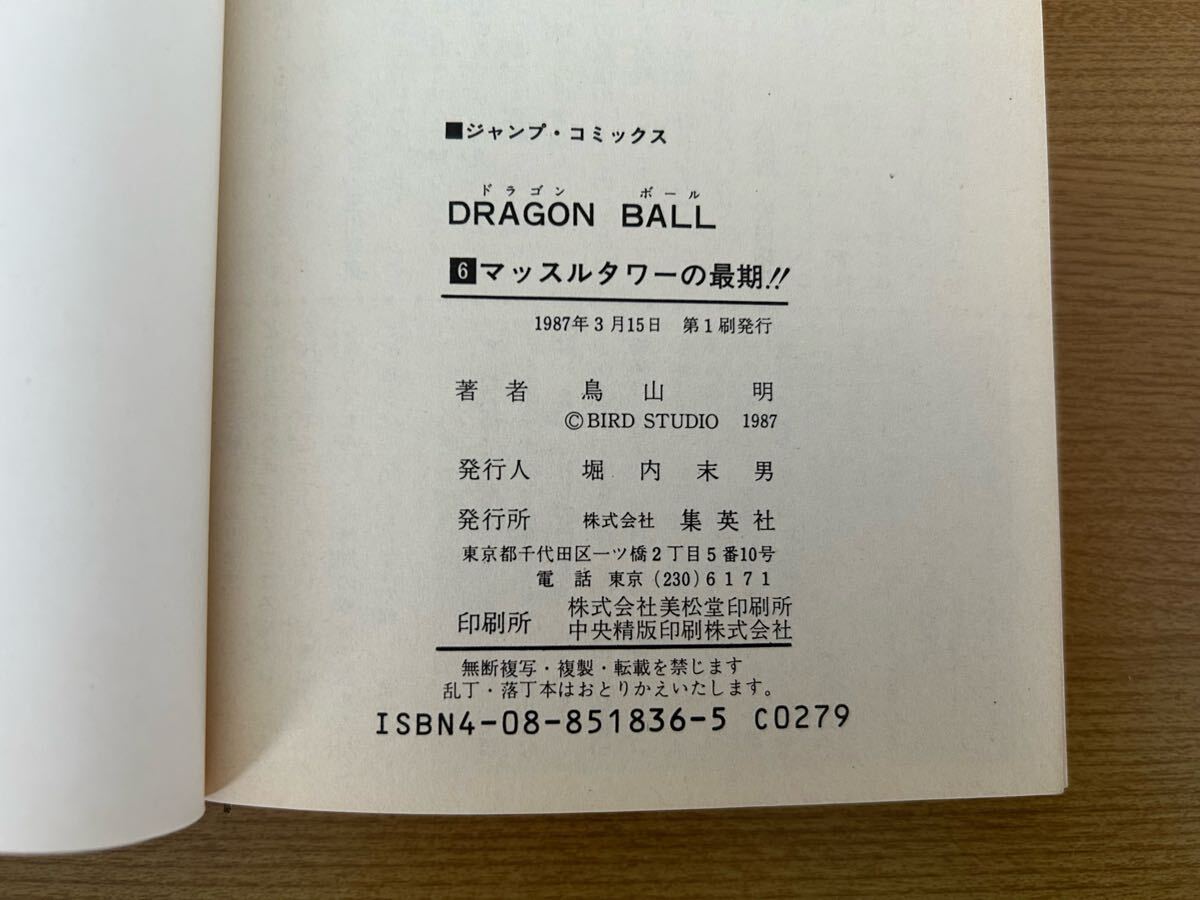 ■ジャンプ・コミックス
ドラゴン ボール
DRAGON BALL
6 マッスルタワーの最期!!
1987年3月15日 第1刷発行
著者 鳥山明
©BIRD STUDIO 1987
発行人 堀内末男
発行所 株式会社 集英社
東京都千代田区一ツ橋2丁目5番10号
電話 東京(230)6171
印刷所 株式会社美松堂印刷所
中央精版印刷株式会社
無断複写・複製・転載を禁じます
乱丁・落丁本はおとりかえいたします。
ISBN4-08-851836-5 C0279